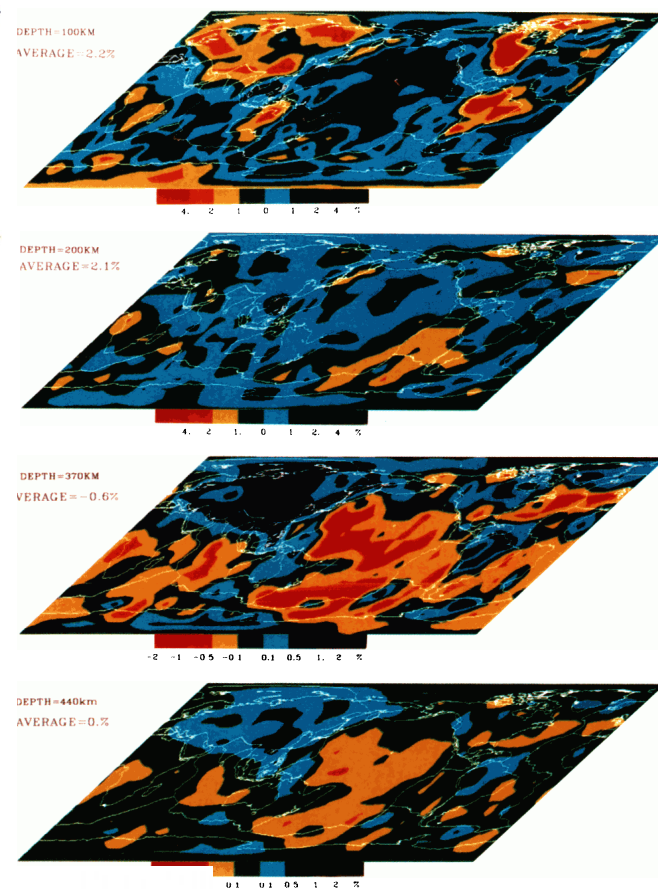 DEPTH=100KM
AVERAGE=2.2%
4. 2 1 0 1 2 4 %
DEPTH=200KM
AVERAGE=2.1%
4. 2 1. 0 1 2. 4 %
DEPTH=370KM
VERAGE=-0.6%
-2 -1 -0.5 -0.1 0.1 0.5 1. 2 %
DEPTH=440km
AVERAGE=0.%
0.1 0.1 0.5 1 2 %